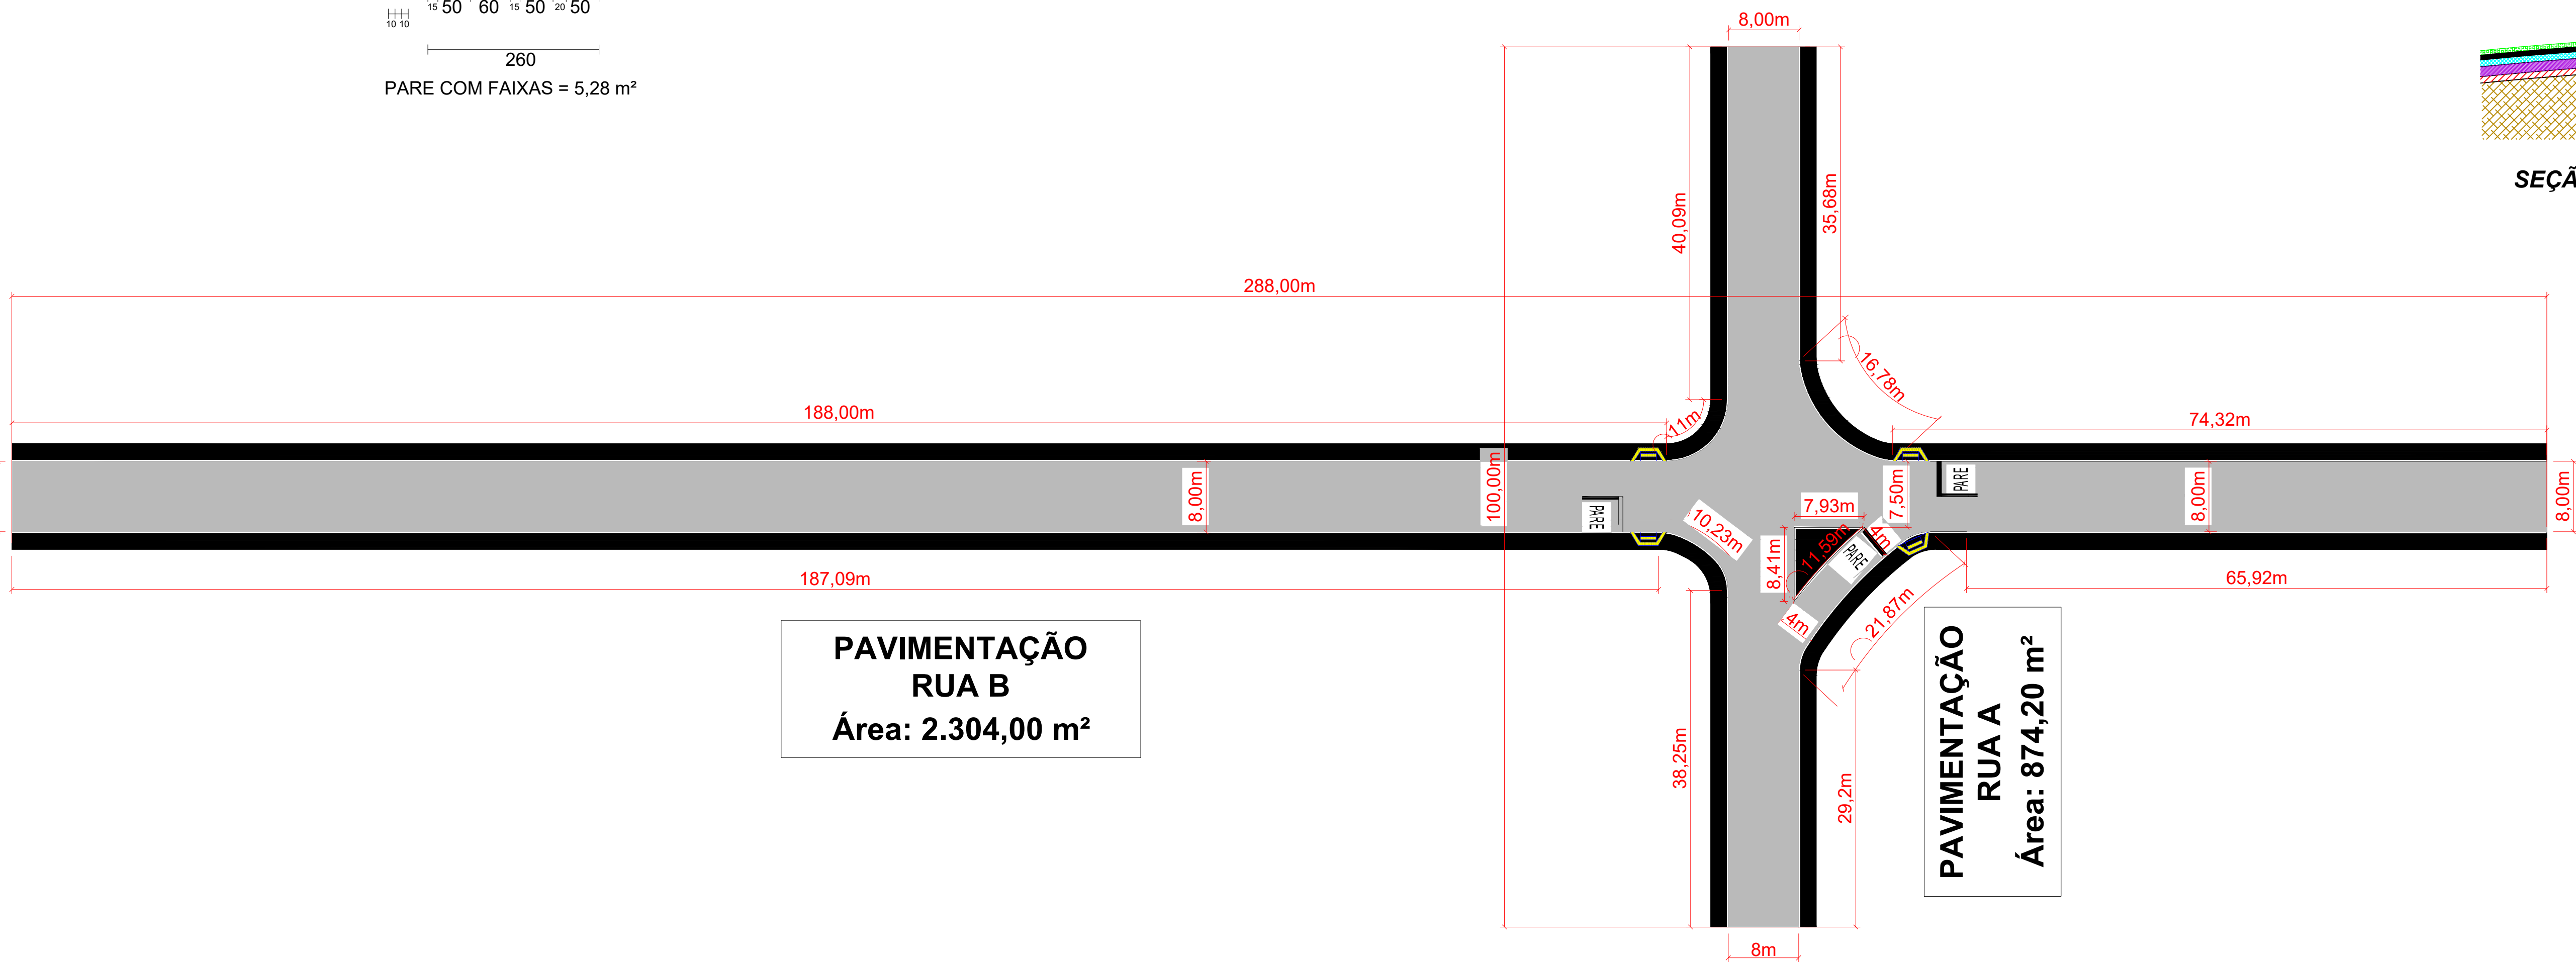 15 50 60 15 50 20 50
10 10
260
PARE COM FAIXAS = 5,28 m²
8,00m
40,09m
35,68m
SEÇÃ
288,00m
16,78m
188,00m
11m
74,32m
100,00m
8,00m
PARE
10,23m
7,93m
7,50m
PARE
8,00m
8,00m
8,41m
11,59m
4m
PARE
4m
187,09m
65,92m
21,87m
PAVIMENTAÇÃO
RUA B
Área: 2.304,00 m²
PAVIMENTAÇÃO
RUA A
Área: 874,20 m²
38,25m
29,2m
8m